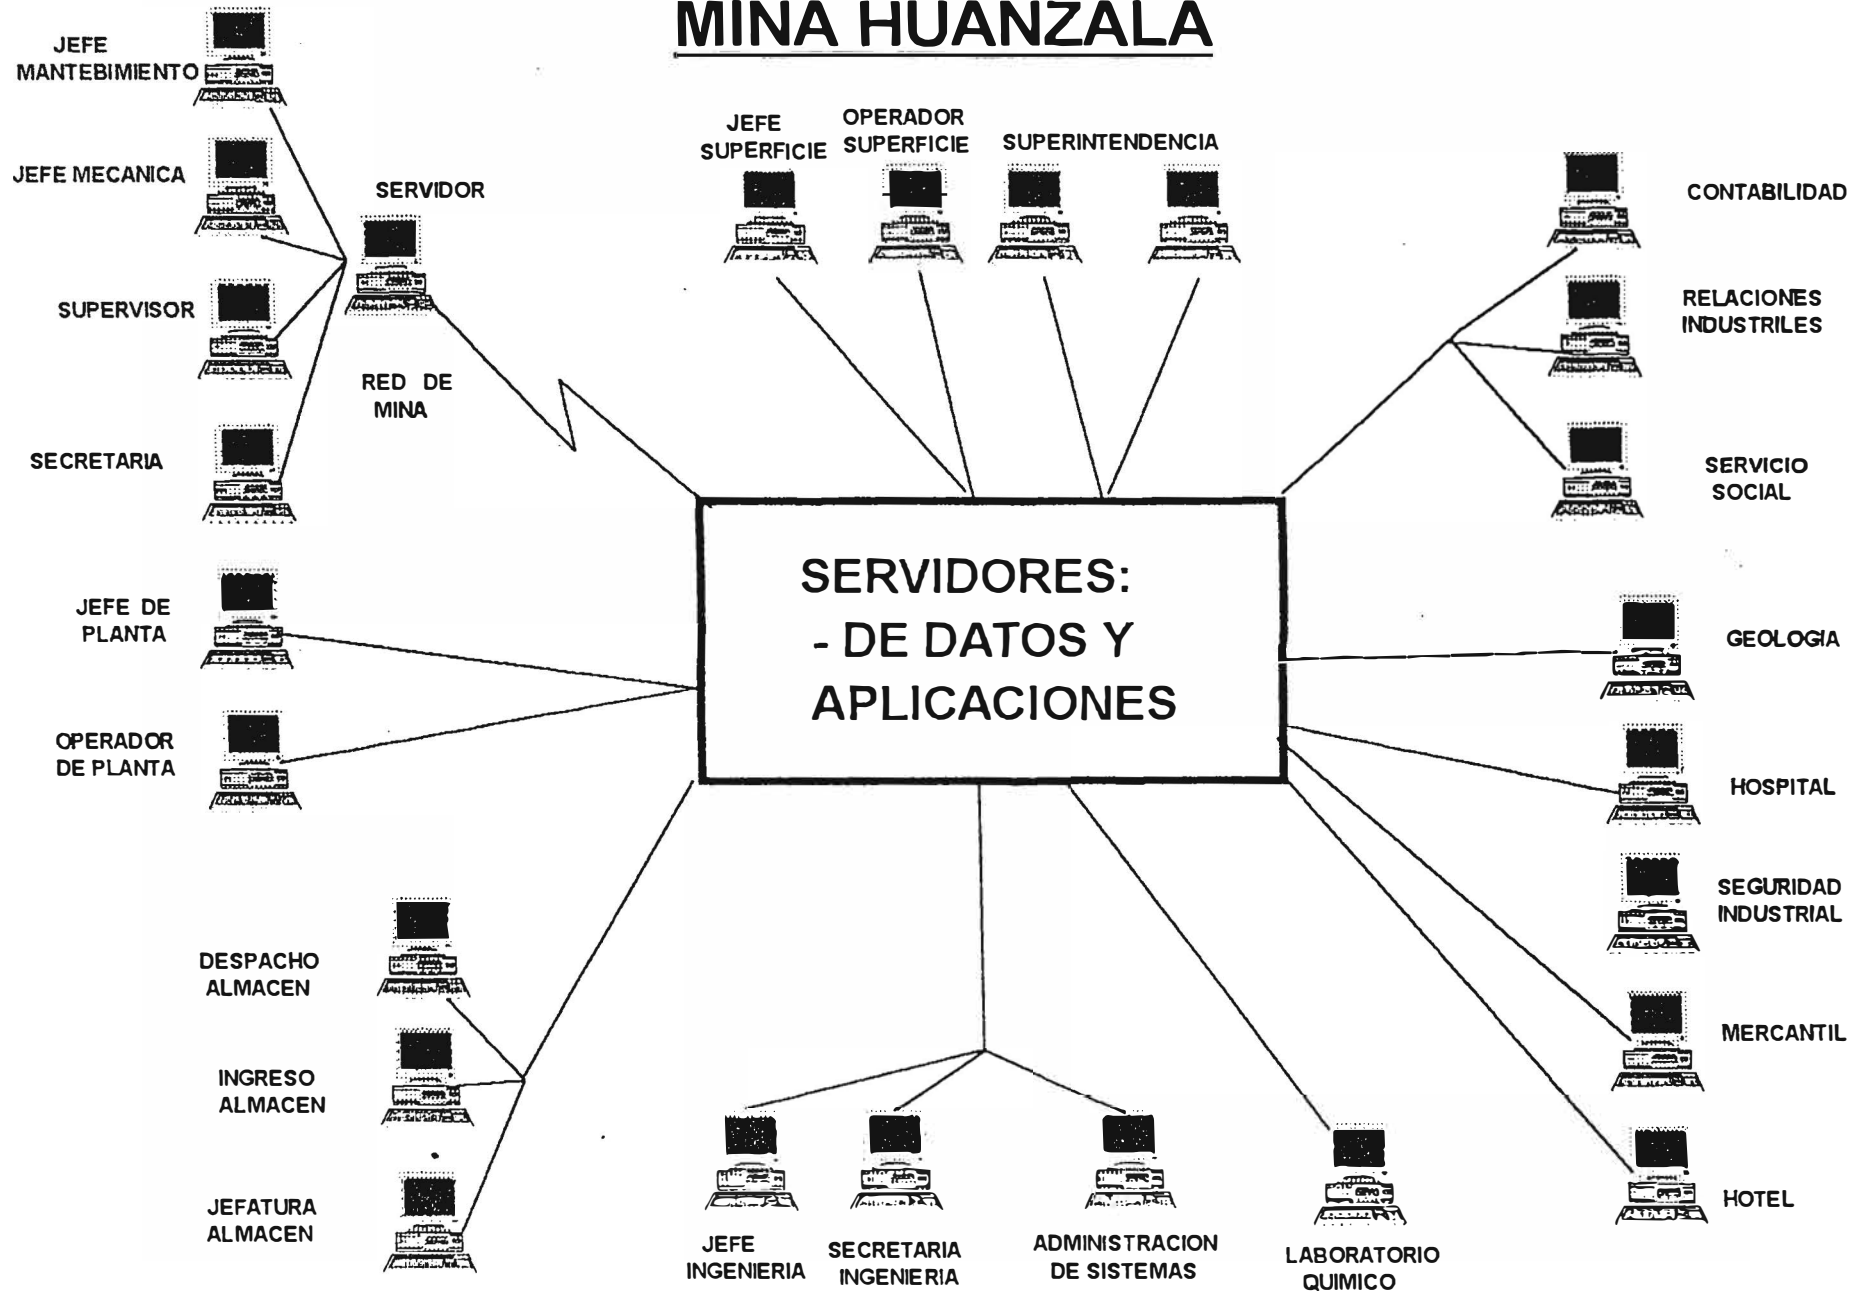 MINA HUANZALA
JEFE
MANTEBIMIENTO
JEFE MECANICA
SUPERVISOR
SECRETARIA
SERVIDOR
RED DE
MINA
JEFE
SUPERFICIE
OPERADOR
SUPERFICIE
SUPERINTENDENCIA
CONTABILIDAD
RELACIONES
INDUSTRILES
SERVICIO
SOCIAL
JEFE DE
PLANTA
OPERADOR
DE PLANTA
SERVIDORES:
- DE DATOS Y
APLICACIONES
GEOLOGIA
HOSPITAL
SEGURIDAD
INDUSTRIAL
MERCANTIL
HOTEL
DESPACHO
ALMACEN
INGRESO
ALMACEN
JEFATURA
ALMACEN
JEFE
INGENIERIA
SECRETARIA
INGENIERIA
ADMINISTRACION
DE SISTEMAS
LABORATORIO
QUIMICO